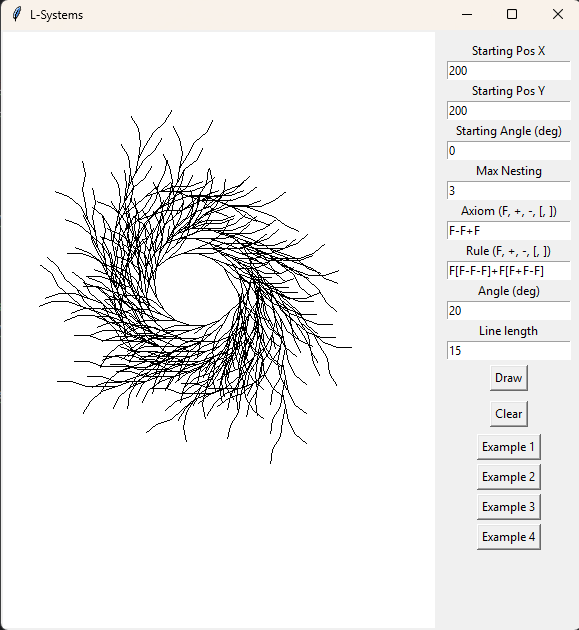 L-Systems
Starting Pos X
200
Starting Pos Y
200
Starting Angle (deg)
0
Max Nesting
3
Axiom (F, +, -, [, ])
F-F+F
Rule (F, +, -, [, ])
F[F-F-F]+F[F+F-F]
Angle (deg)
20
Line length
15
Draw
Clear
Example 1
Example 2
Example 3
Example 4